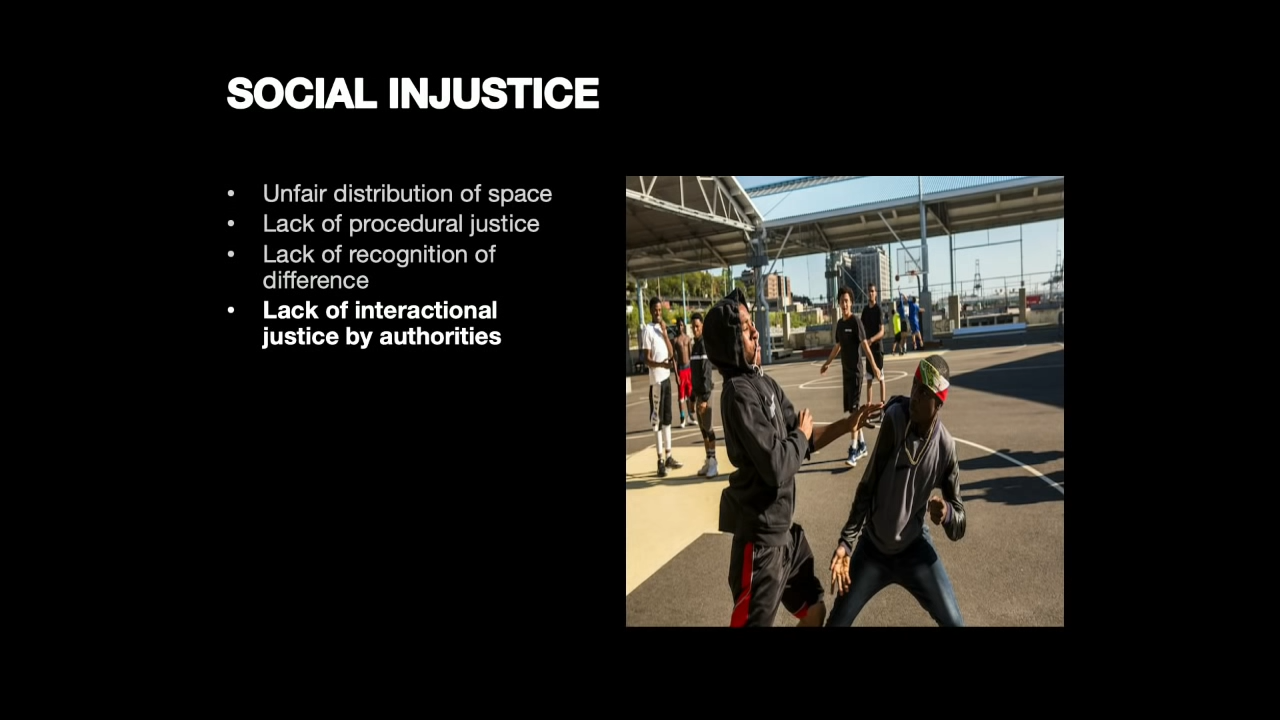 SOCIAL INJUSTICE
• Unfair distribution of space
• Lack of procedural justice
• Lack of recognition of
difference
• Lack of interactional
justice by authorities